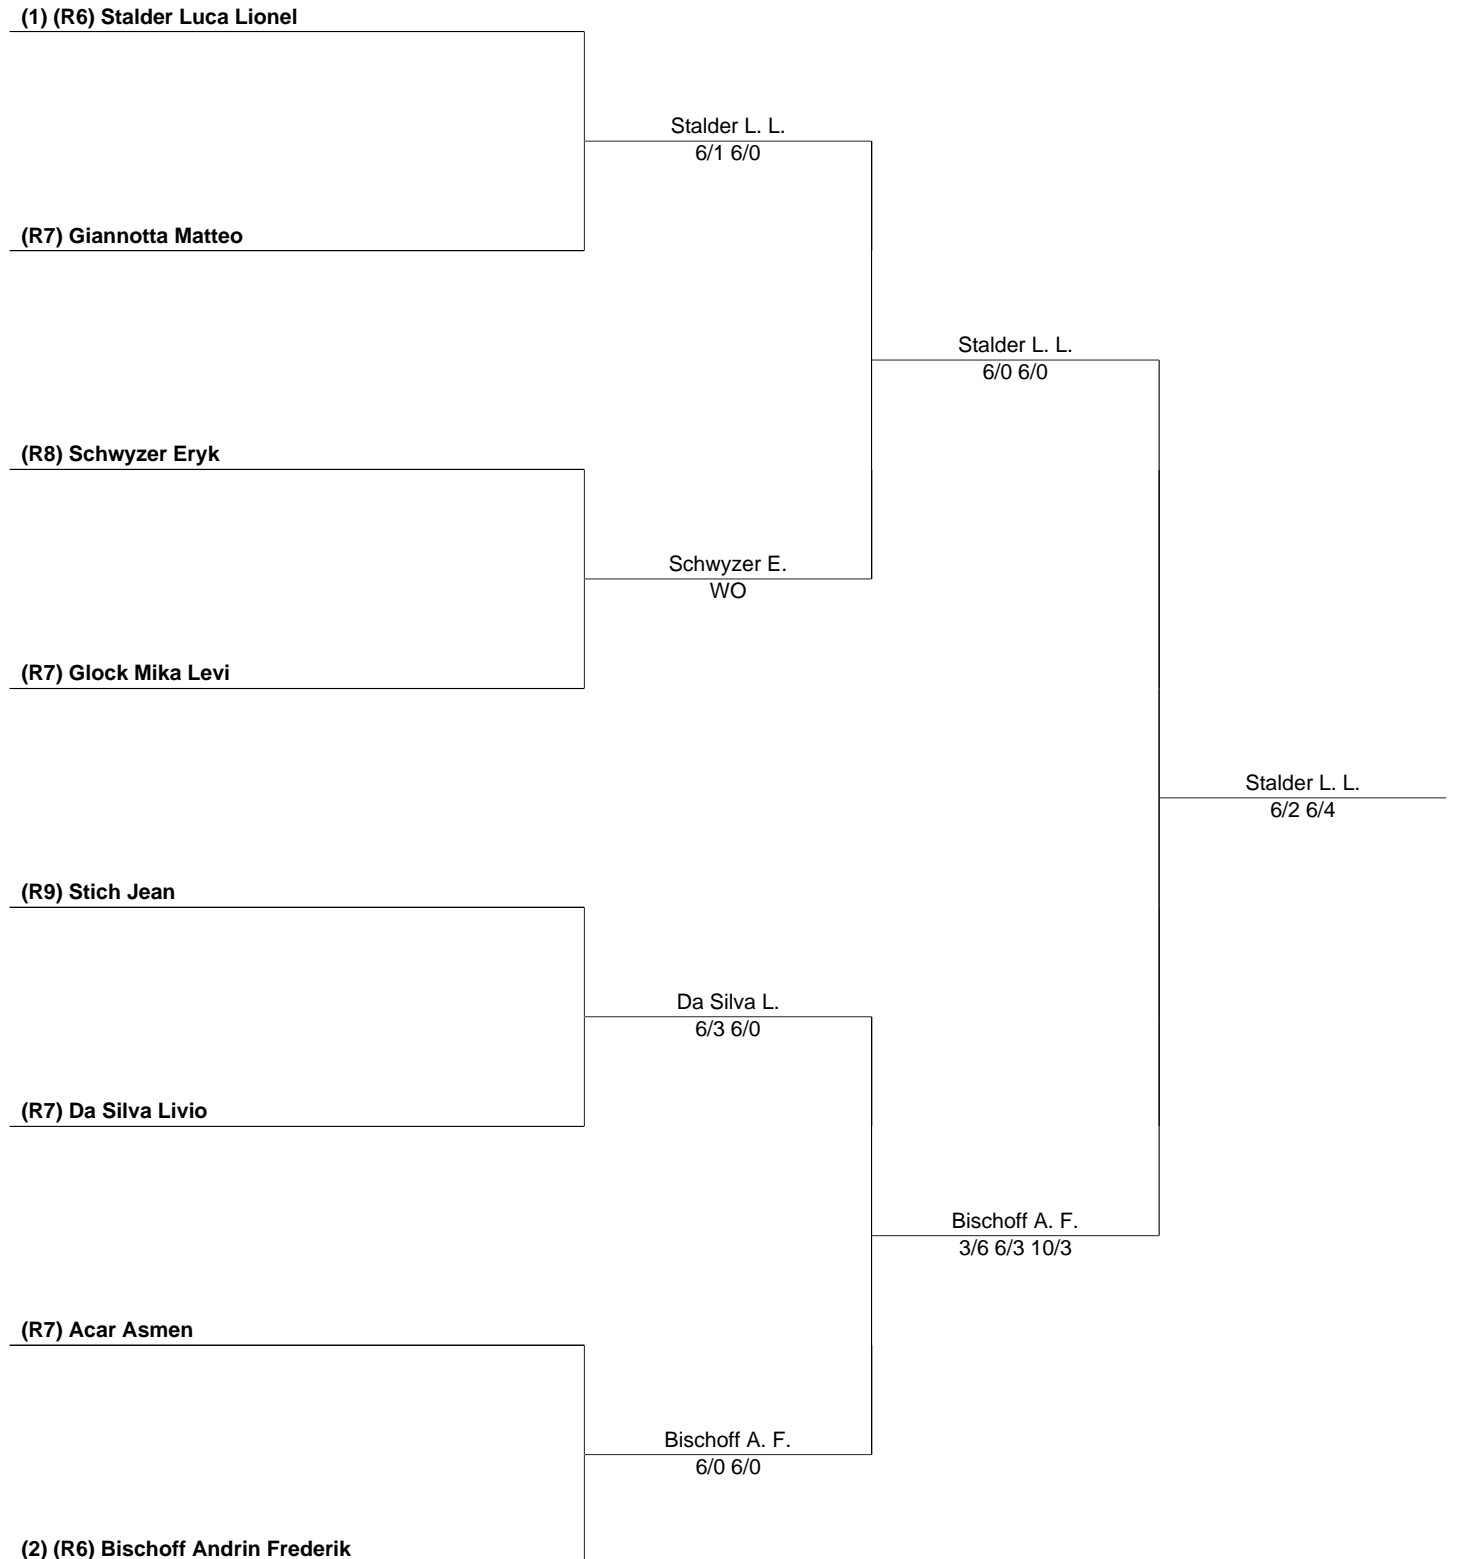 (1) (R6) Stalder Luca Lionel
Stalder L. L.
6/1 6/0
(R7) Giannotta Matteo
Stalder L. L.
6/0 6/0
(R8) Schwyzer Eryk
Schwyzer E.
WO
(R7) Glock Mika Levi
Stalder L. L.
6/2 6/4
(R9) Stich Jean
Da Silva L.
6/3 6/0
(R7) Da Silva Livio
Bischoff A. F.
3/6 6/3 10/3
(R7) Acar Asmen
Bischoff A. F.
6/0 6/0
(2) (R6) Bischoff Andrin Frederik